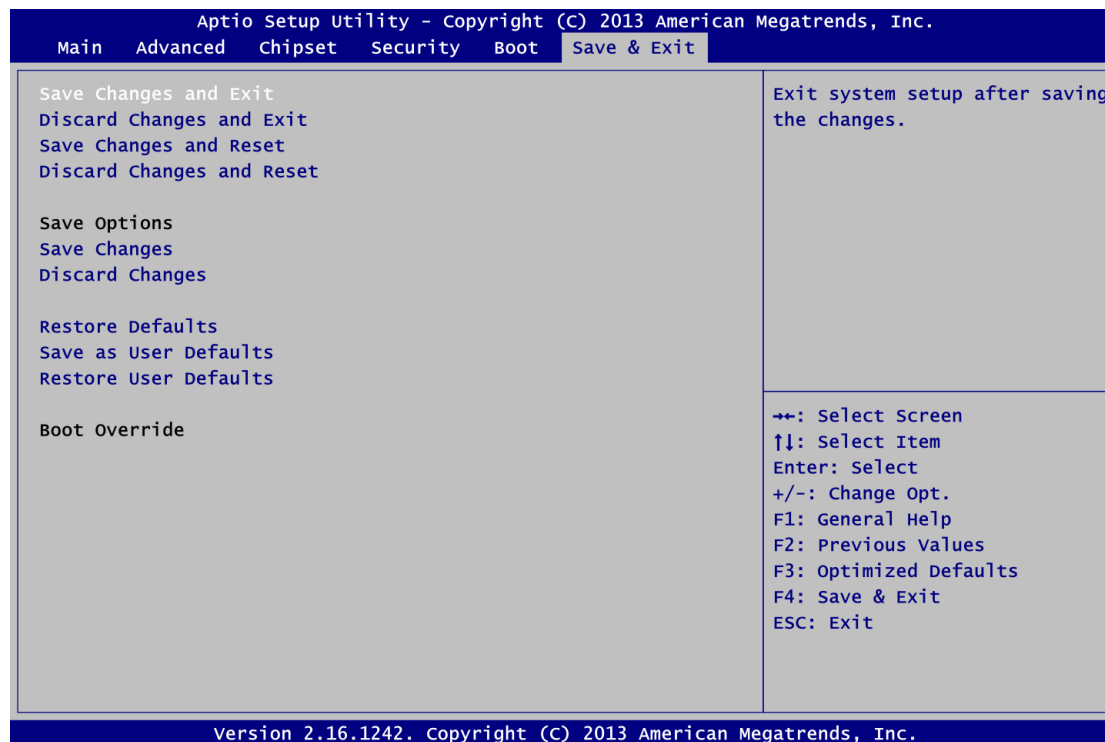 Aptio Setup Utility - Copyright (C) 2013 American Megatrends, Inc.
Main Advanced Chipset Security Boot Save & Exit
Save Changes and Exit
Discard Changes and Exit
Save Changes and Reset
Discard Changes and Reset
Save Options
Save Changes
Discard Changes
Restore Defaults
Save as User Defaults
Restore User Defaults
Boot Override
Exit system setup after saving
the changes.
→←: Select Screen
↑↓: Select Item
Enter: Select
+/-: Change Opt.
F1: General Help
F2: Previous Values
F3: Optimized Defaults
F4: Save & Exit
ESC: Exit
Version 2.16.1242. Copyright (C) 2013 American Megatrends, Inc.